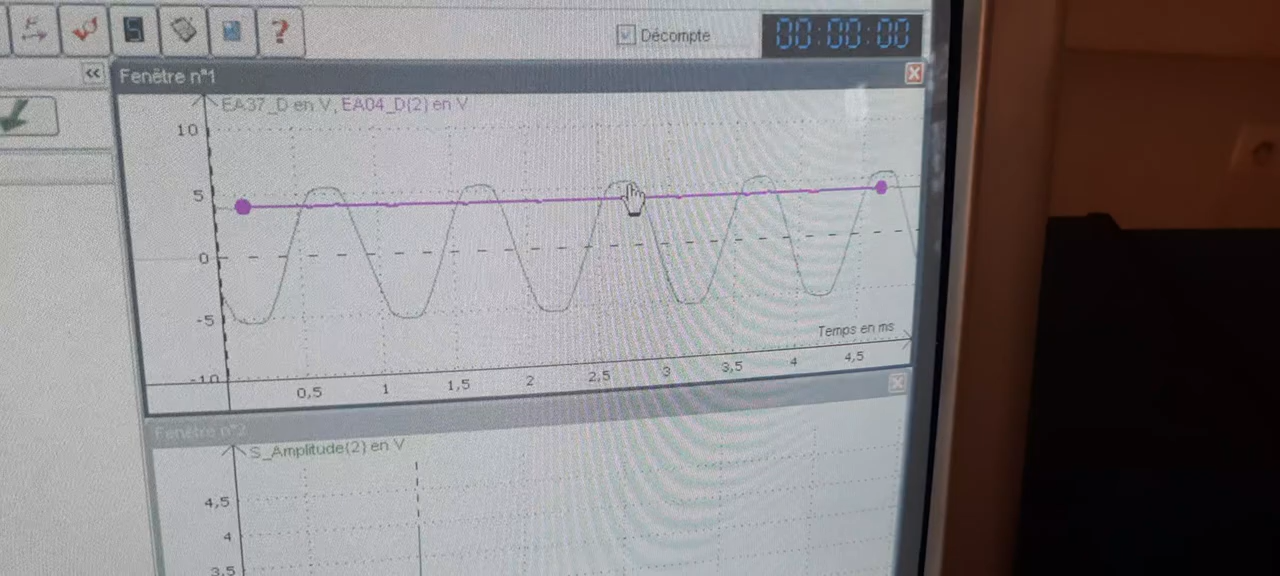 Décompte
00:00:00
Fenêtre n°1
EA37_D en V, EA04_D(2) en V
10
5
0
-5
-10
Temps en ms
0,5 1 1,5 2 2,5 3 3,5 4 4,5
Fenêtre n°2
S_Amplitude(2) en V
4,5
4
3,5